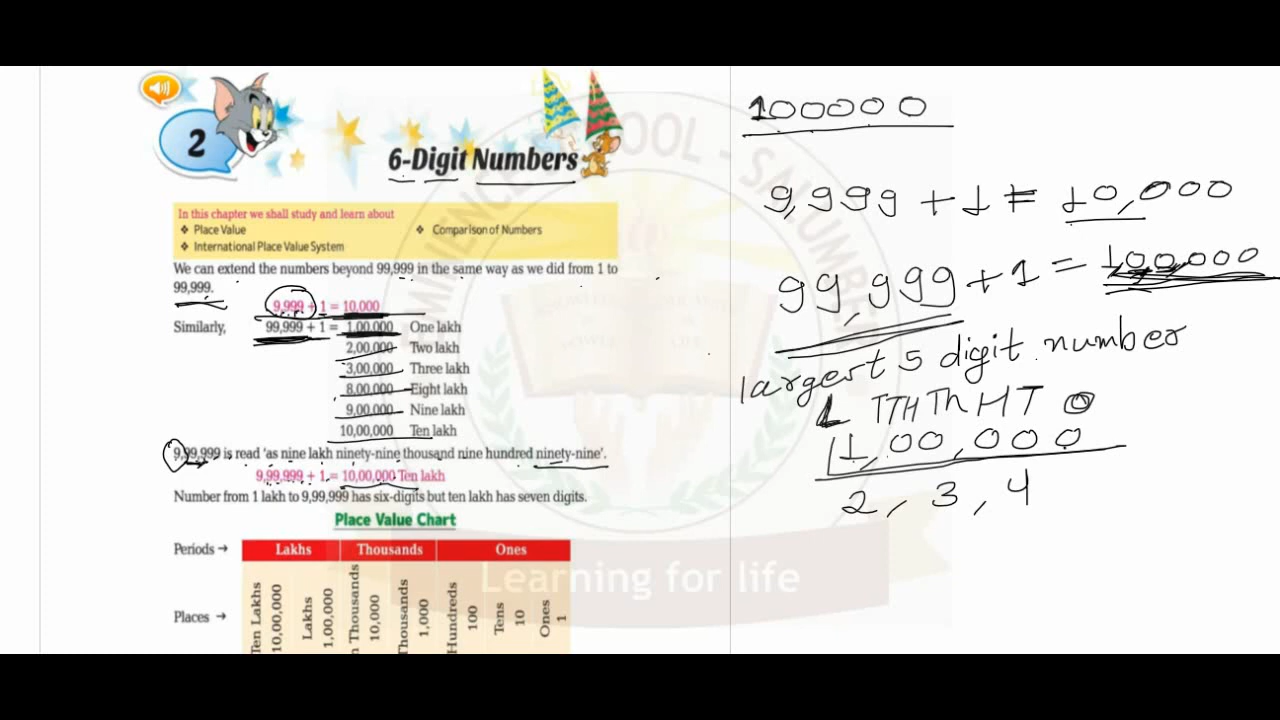 2
6-Digit Numbers
In this chapter we shall study and learn about
❖ Place Value
❖ Comparison of Numbers
❖ International Place Value System
We can extend the numbers beyond 99,999 in the same way as we did from 1 to
99,999.
9,999 + 1 = 10,000
Similarly, 99,999 + 1 = 1,00,000 One lakh
2,00,000 Two lakh
3,00,000 Three lakh
8,00,000 Eight lakh
9,00,000 Nine lakh
10,00,000 Ten lakh
9,99,999 is read 'as nine lakh ninety-nine thousand nine hundred ninety-nine'.
9,99,999 + 1 = 10,00,000 Ten lakh
Number from 1 lakh to 9,99,999 has six-digits but ten lakh has seven digits.
Place Value Chart
Periods → Lakhs Thousands Ones
Places →
Ten Lakhs 10,00,000
Lakhs 1,00,000
Thousands 10,000
Thousands 1,000
Hundreds 100
Tens 10
Ones 1
100000
9,999 + 1 = 10,000
99,999 + 1 = 100,000
largest 5 digit number
L TTH Th H T O
1,00,000
2, 3, 4
EMINENCE SCHOOL - SALUMBER
Learning for life